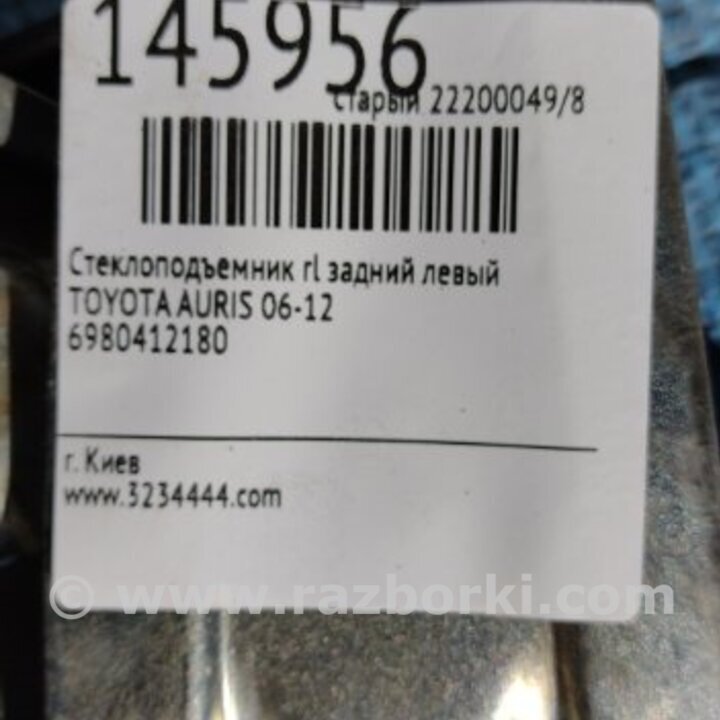 145956
старый 22200049/8
Стеклоподъемник rl задний левый
TOYOTA AURIS 06-12
6980412180
г. Киев
www.3234444.com
© www.razborki.com